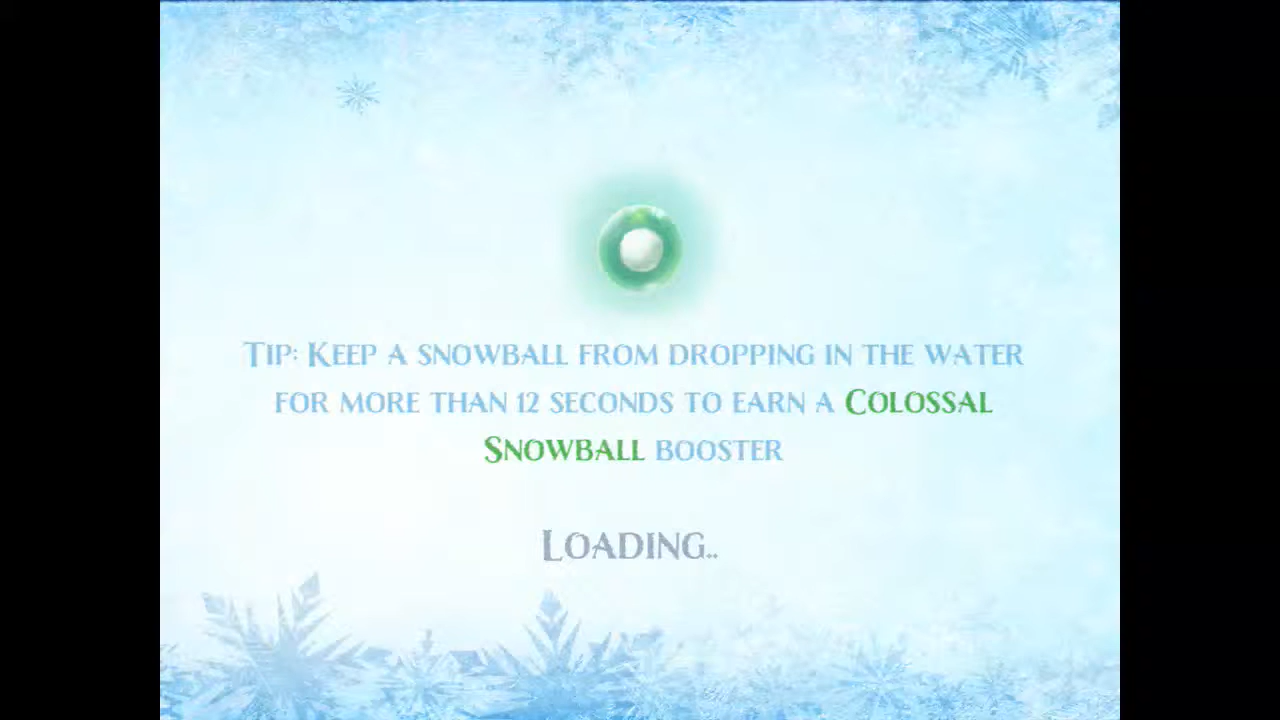 Tip: Keep a snowball from dropping in the water
for more than 12 seconds to earn a Colossal
Snowball booster
Loading..